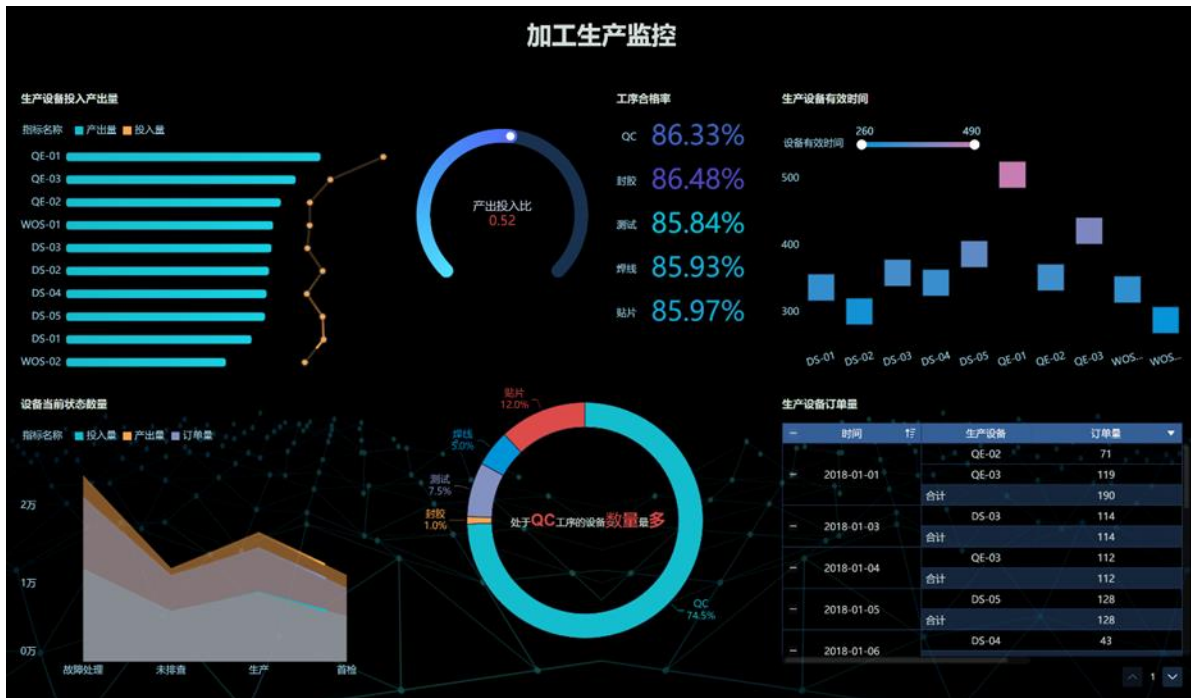 加工生产监控
生产设备投入产出量
指标名称 产出量 投入量
QE-01
QE-03
QE-02
WOS-01
DS-03
DS-02
DS-04
DS-05
DS-01
WOS-02
产出投入比
0.52
工序合格率
QC 86.33%
封胶 86.48%
测试 85.84%
焊线 85.93%
贴片 85.97%
生产设备有效时间
设备有效时间 260 490
500
400
300
DS-01 DS-02 DS-03 DS-04 DS-05 QE-01 QE-02 QE-03 WOS... WOS...
设备当前状态数量
指标名称 投入量 产出量 订单量
2万
1万
0万
故障处理 未排查 生产 首检
贴片
12.0%
焊线
5.0%
测试
7.5%
封胶
1.0%
处于QC工序的设备数量最多
QC
74.5%
生产设备订单量
时间 生产设备 订单量
QE-02 71
2018-01-01 QE-03 119
合计 190
2018-01-03 DS-03 114
合计 114
2018-01-04 QE-03 112
合计 112
2018-01-05 DS-05 128
合计 128
2018-01-06 DS-04 43
1